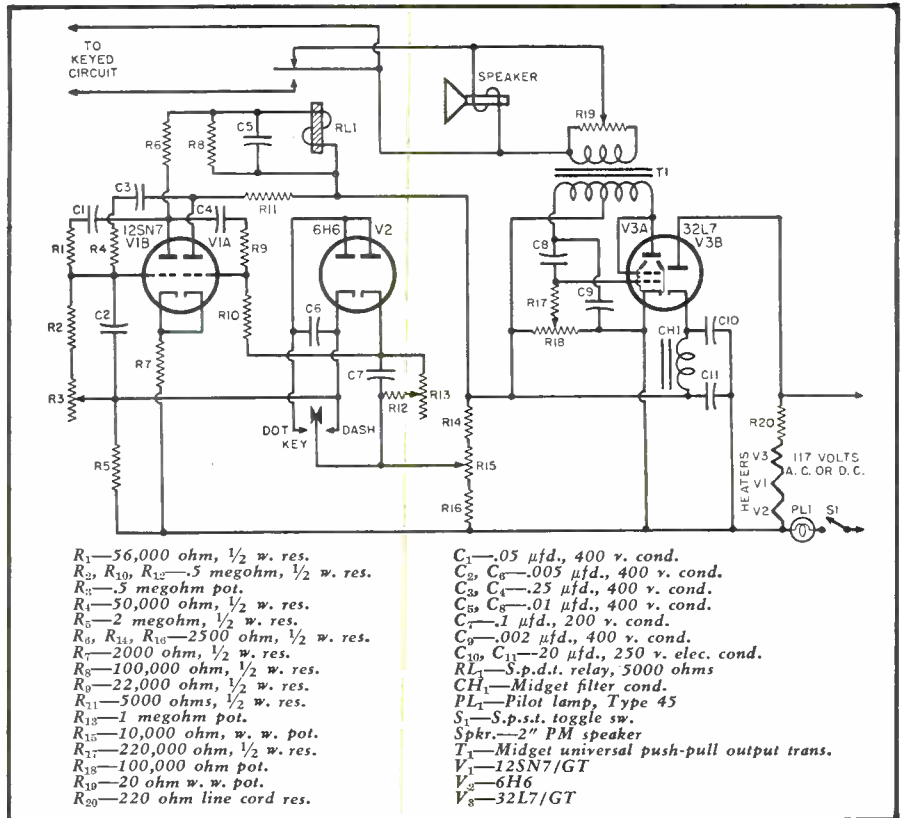 TO
KEYED
CIRCUIT
SPEAKER
R19
C5
RL1
R6
R8
T1
C3
R11
C1
12SN7
C4
6H6
V2
V3A
32L7
V1B
V1A
V3B
R1
R4
R9
C8
R17
C9
C2
R10
C6
C10
R2
R18
CH1
R7
C7
C11
R3
R12
R13
DOT
DASH
R14
R20
KEY
R5
R15
HEATERS
V3
117 VOLTS
V1
A.C. OR D.C.
R16
V2
PL1
S1
R₁—56,000 ohm, ½ w. res.
R₂, R₁₀, R₁₂—.5 megohm, ½ w. res.
R₃—.5 megohm pot.
R₄—50,000 ohm, ½ w. res.
R₅—2 megohm, ½ w. res.
R₆, R₁₄, R₁₆—2500 ohm, ½ w. res.
R₇—2000 ohm, ½ w. res.
R₈—100,000 ohm, ½ w. res.
R₉—22,000 ohm, ½ w. res.
R₁₁—5000 ohms, ½ w. res.
R₁₃—1 megohm pot.
R₁₅—10,000 ohm, w. w. pot.
R₁₇—220,000 ohm, ½ w. res.
R₁₈—100,000 ohm pot.
R₁₉—20 ohm w. w. pot.
R₂₀—220 ohm line cord res.
C₁—.05 µfd., 400 v. cond.
C₂, C₆—.005 µfd., 400 v. cond.
C₃, C₄—.25 µfd., 400 v. cond.
C₅, C₈—.01 µfd., 400 v. cond.
C₇—.1 µfd., 200 v. cond.
C₉—.002 µfd., 400 v. cond.
C₁₀, C₁₁—20 µfd., 250 v. elec. cond.
RL₁—S.p.d.t. relay, 5000 ohms
CH₁—Midget filter cond.
PL₁—Pilot lamp, Type 45
S₁—S.p.s.t. toggle sw.
Spkr.—2" PM speaker
T₁—Midget universal push-pull output trans.
V₁—12SN7/GT
V₂—6H6
V₃—32L7/GT